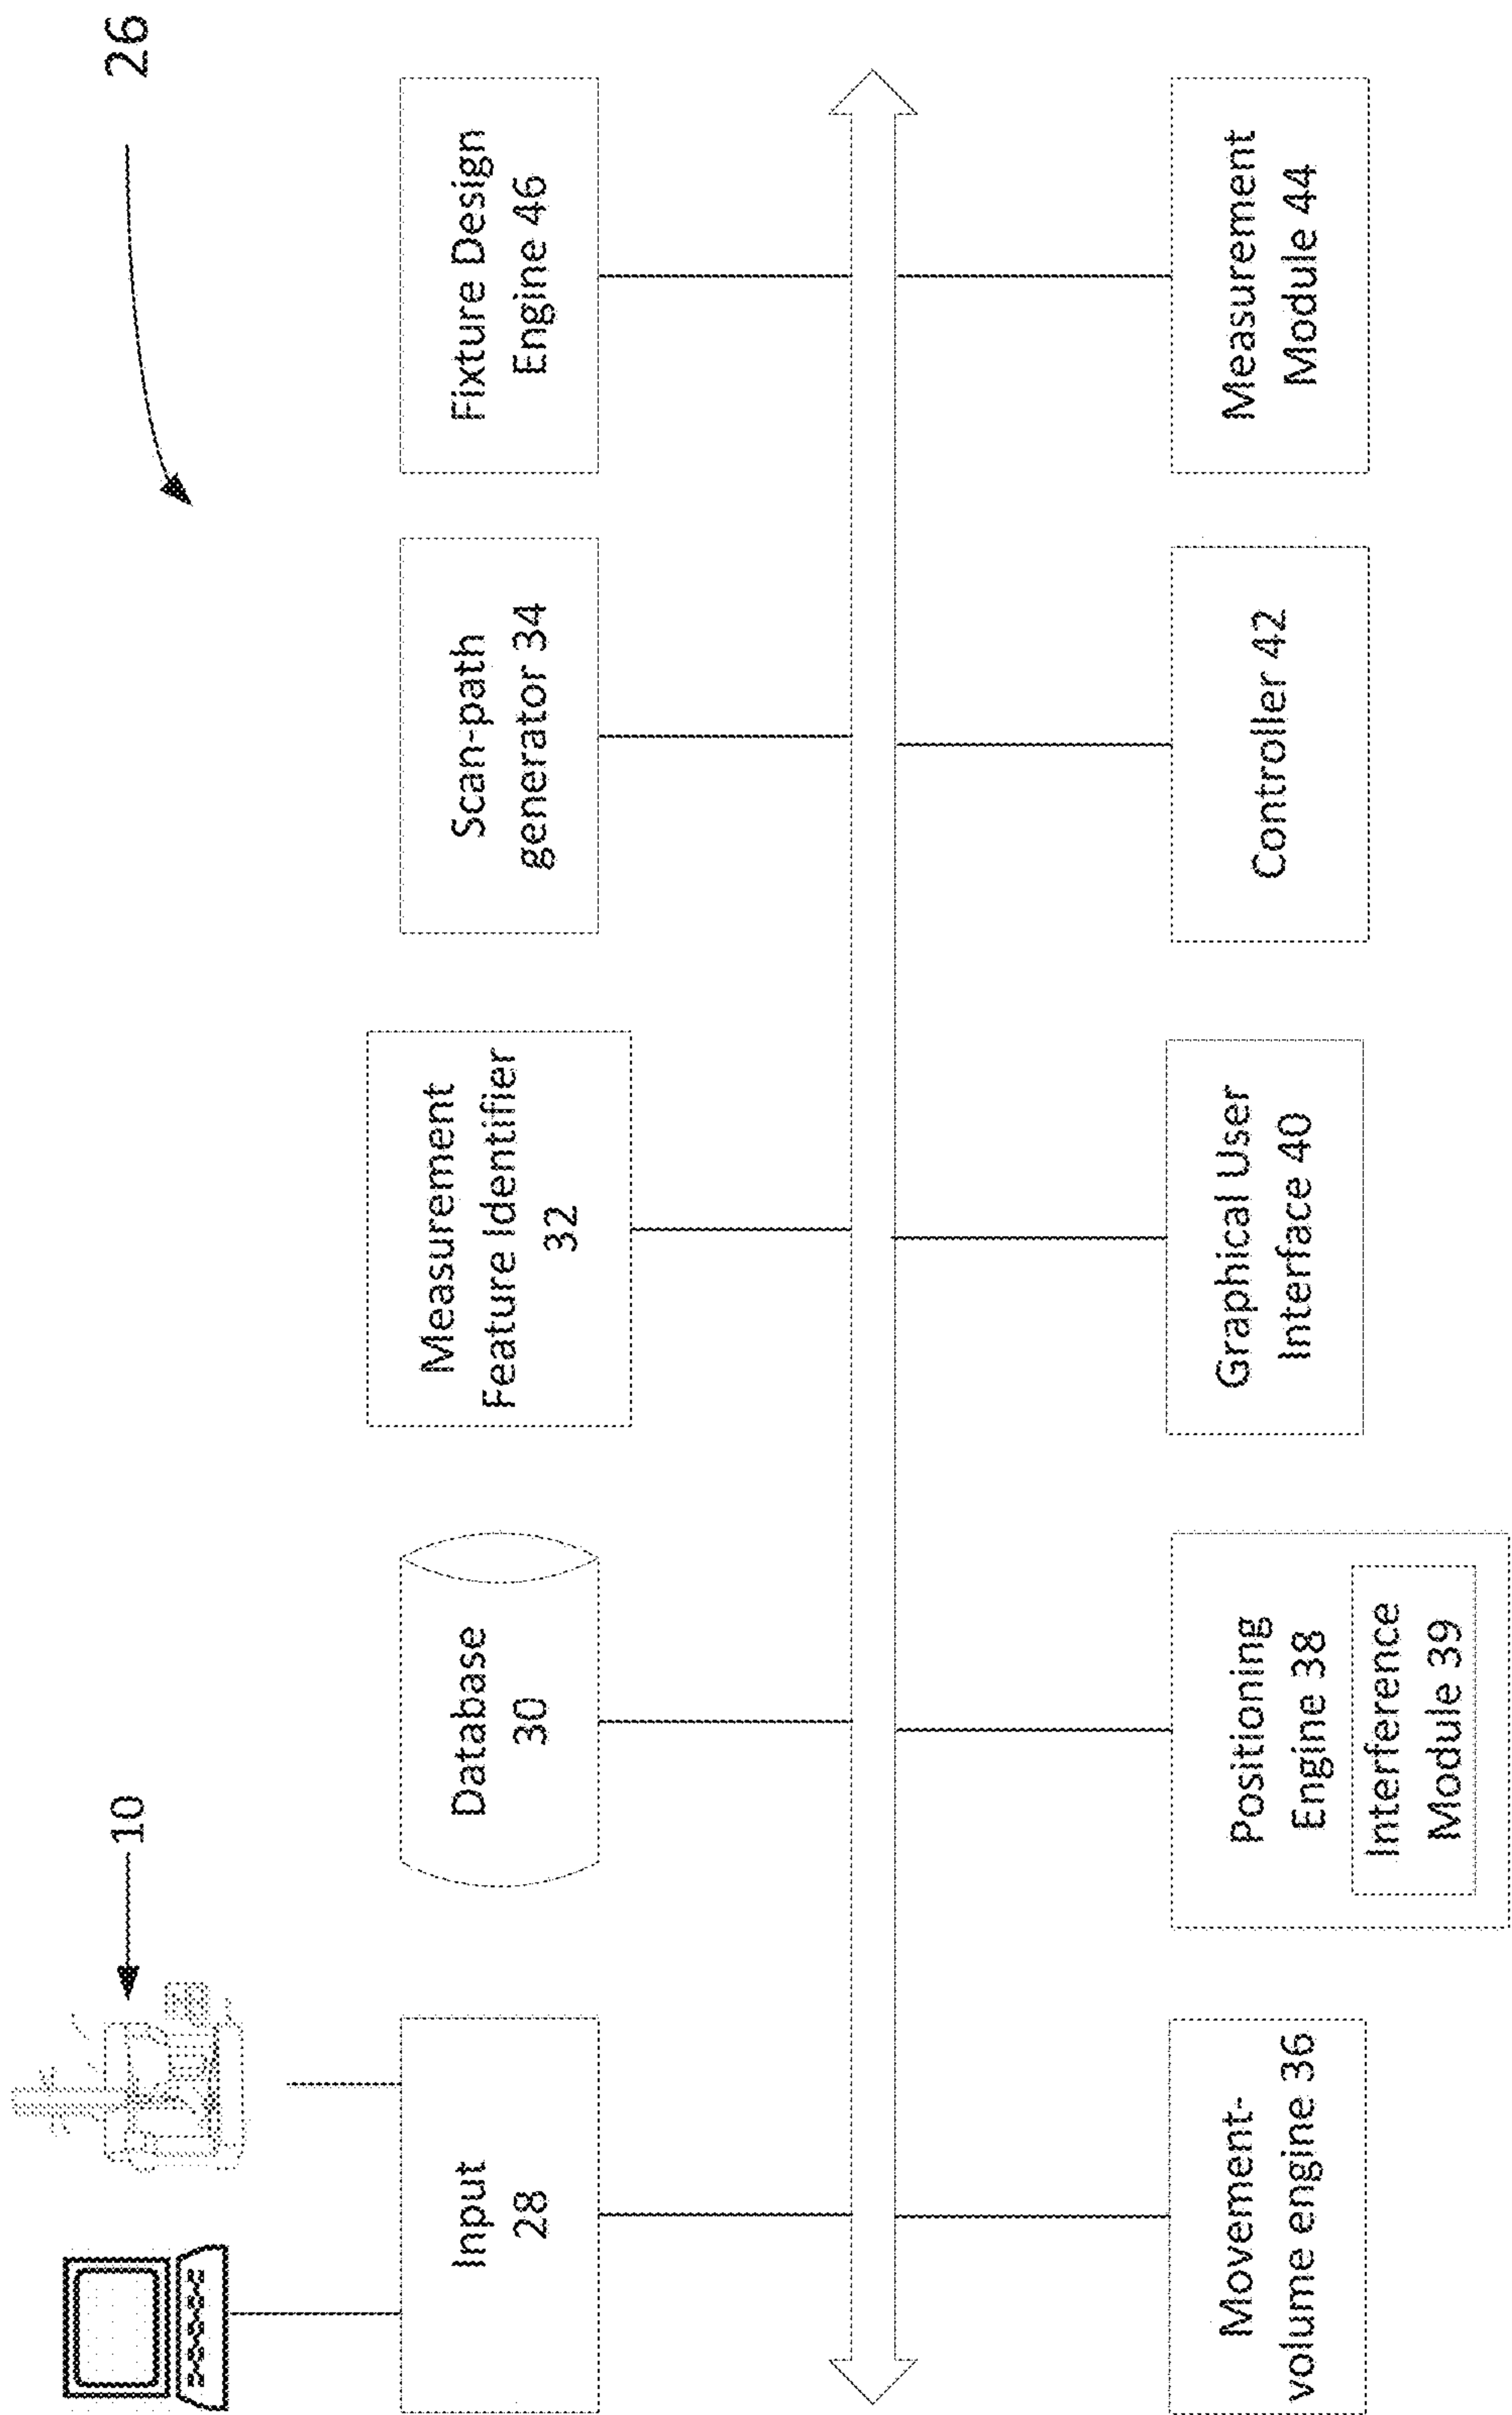 10
26
Input
28
Database
30
Measurement
Feature Identifier
32
Scan-path
generator 34
Fixture Design
Engine 46
Movement-
volume engine 36
Positioning
Engine 38
Interference
Module 39
Graphical User
Interface 40
Controller 42
Measurement
Module 44